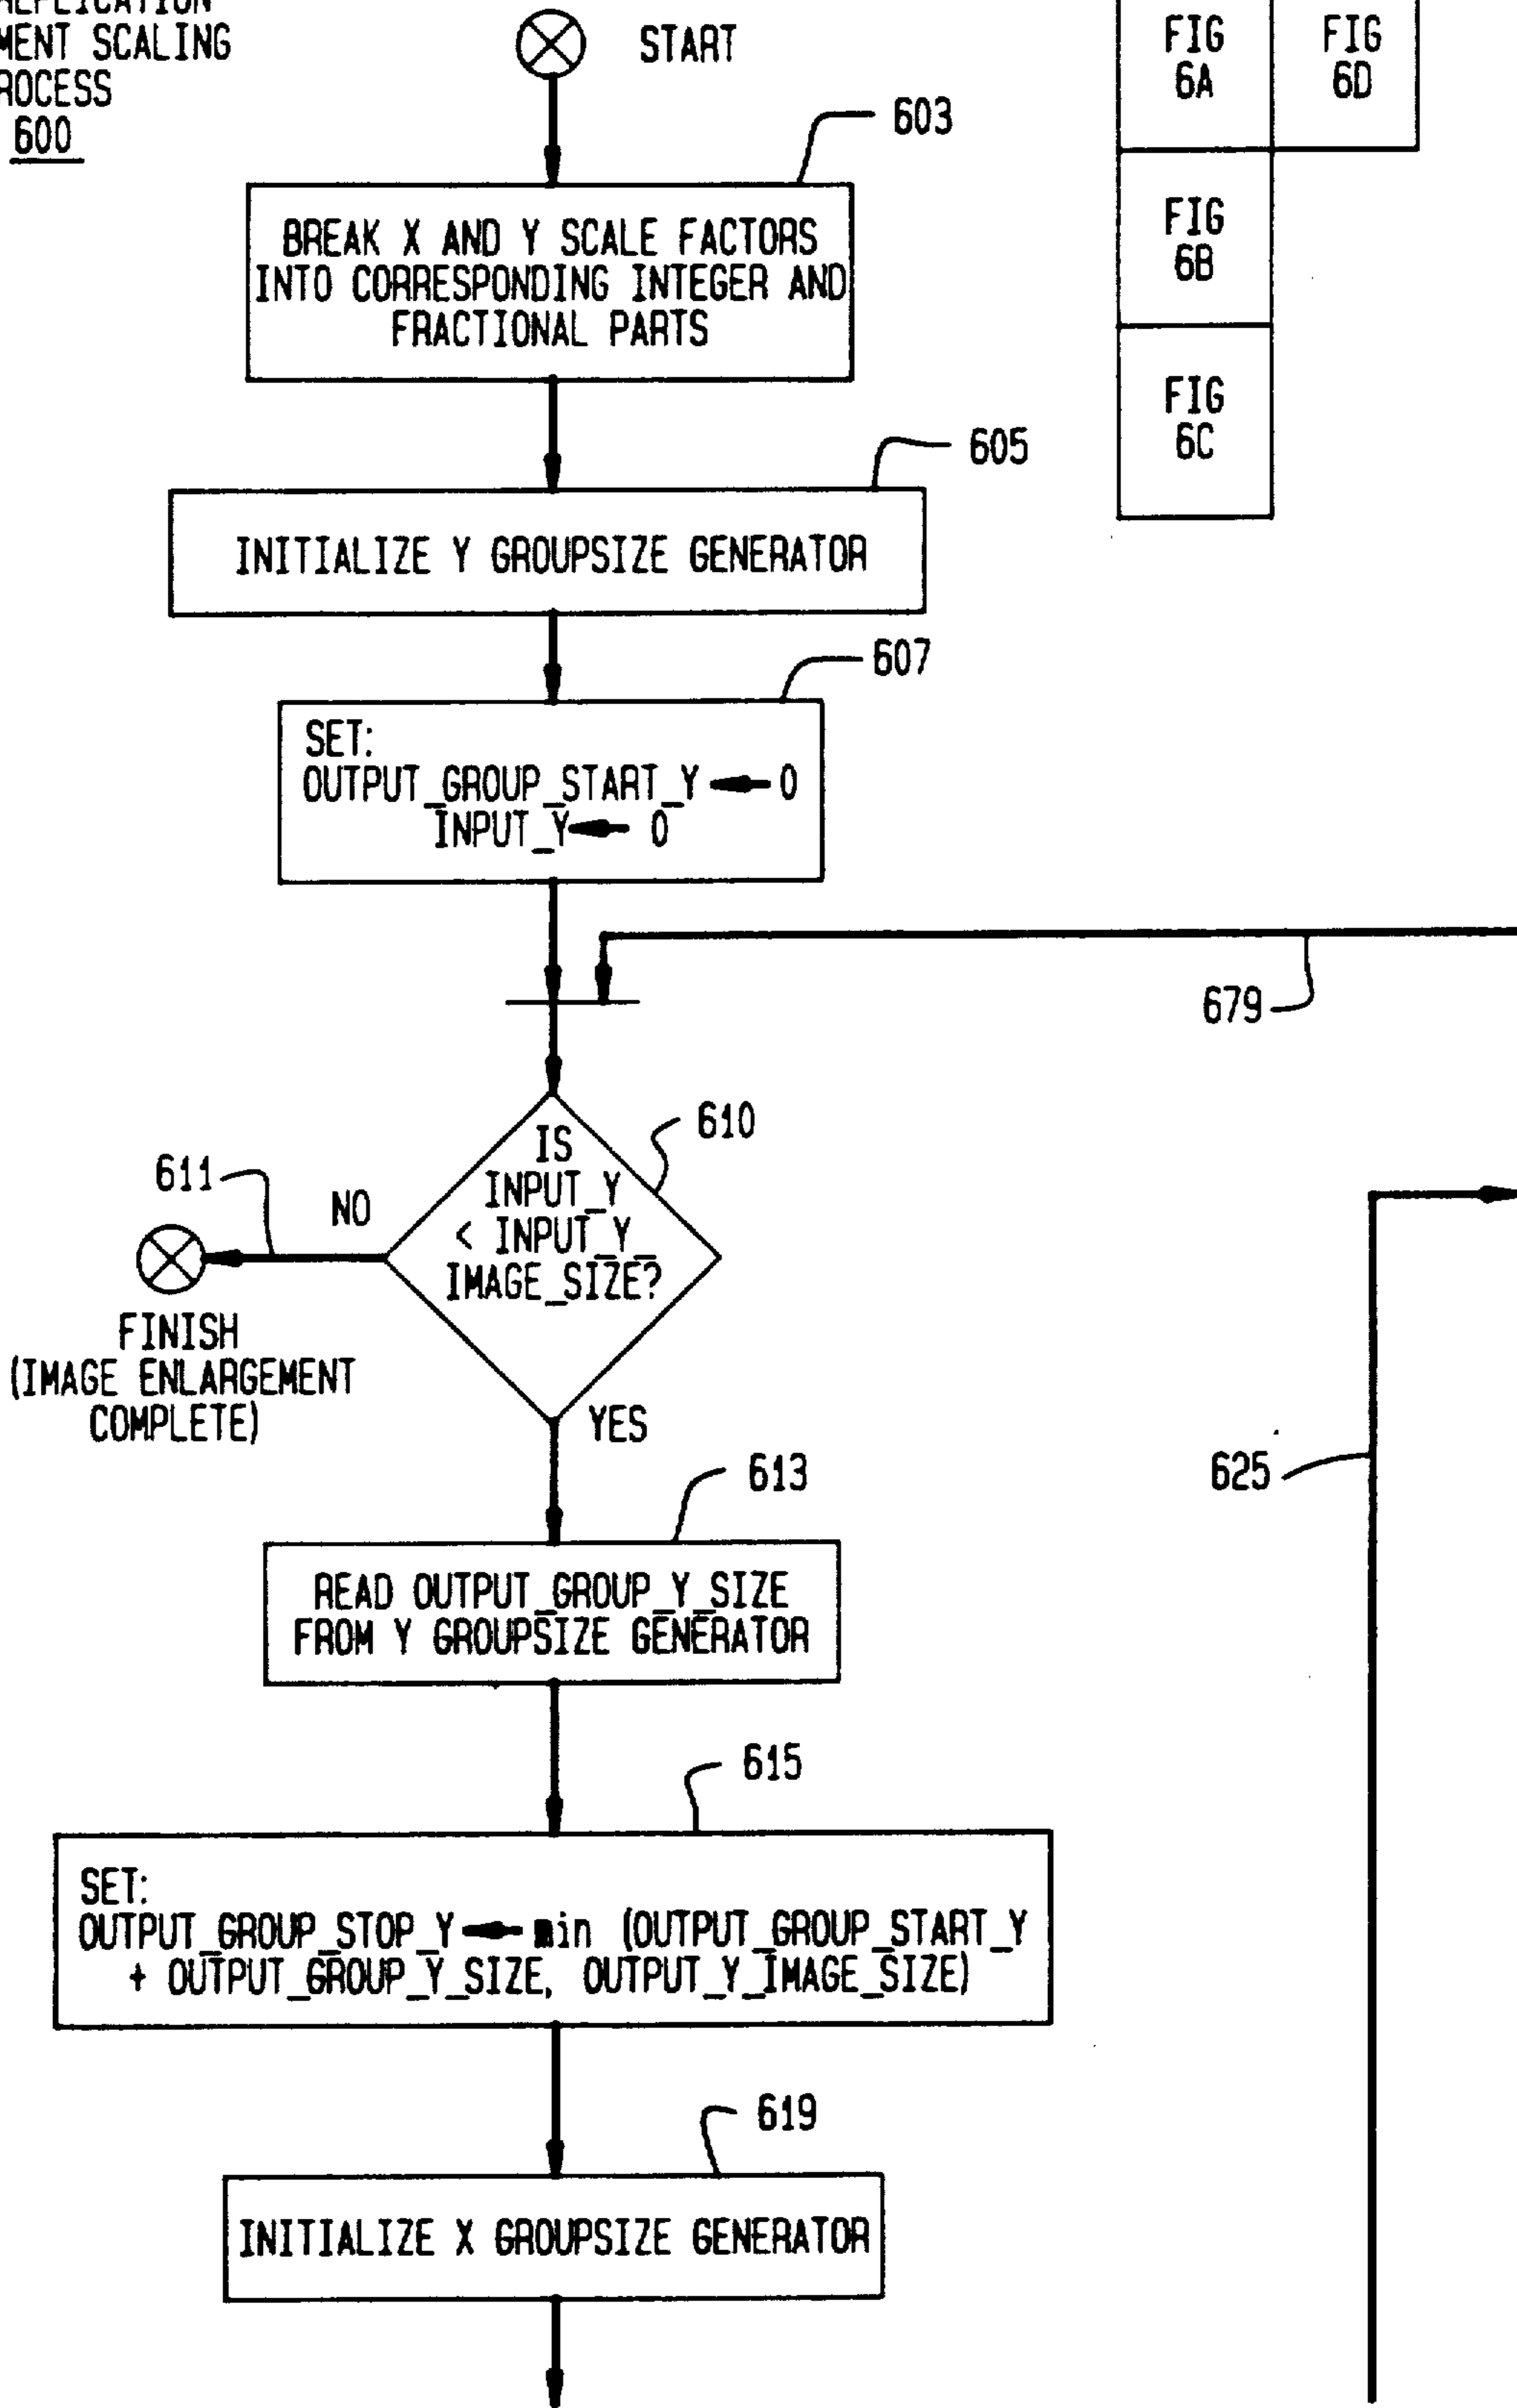 MENT SCALING
600
START
FIG
6A
FIG
6D
FIG
6B
FIG
6C
603
BREAK X AND Y SCALE FACTORS
INTO CORRESPONDING INTEGER AND
FRACTIONAL PARTS
605
INITIALIZE Y GROUPSIZE GENERATOR
607
SET:
OUTPUT_GROUP_START_Y ← 0
INPUT_Y ← 0
679
610
IS
INPUT_Y
< INPUT_Y_
IMAGE_SIZE?
611
NO
FINISH
(IMAGE ENLARGEMENT
COMPLETE)
YES
625
613
READ OUTPUT_GROUP_Y_SIZE
FROM Y GROUPSIZE GENERATOR
615
SET:
OUTPUT_GROUP_STOP_Y ← min (OUTPUT_GROUP_START_Y
+ OUTPUT_GROUP_Y_SIZE, OUTPUT_Y_IMAGE_SIZE)
619
INITIALIZE X GROUPSIZE GENERATOR